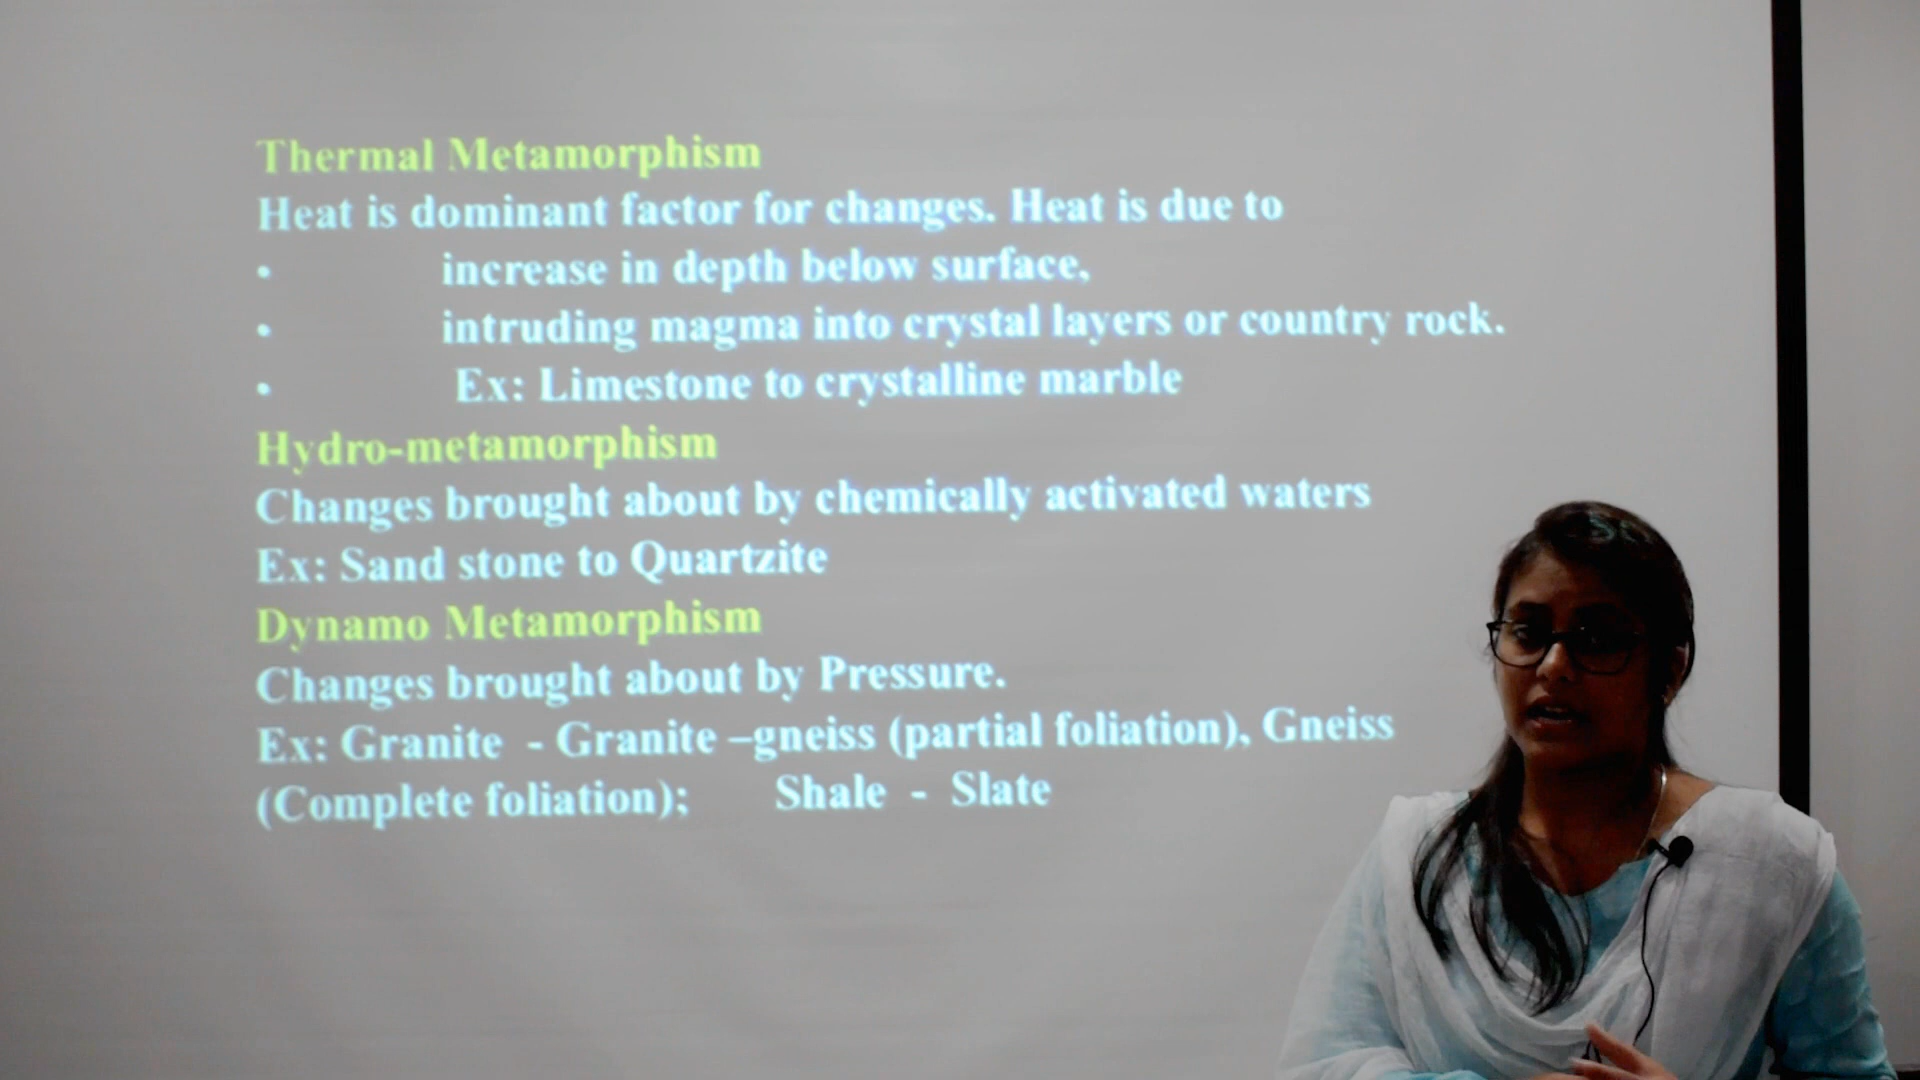 Thermal Metamorphism
Heat is dominant factor for changes. Heat is due to
• increase in depth below surface,
• intruding magma into crystal layers or country rock.
• Ex: Limestone to crystalline marble
Hydro-metamorphism
Changes brought about by chemically activated waters
Ex: Sand stone to Quartzite
Dynamo Metamorphism
Changes brought about by Pressure.
Ex: Granite - Granite –gneiss (partial foliation), Gneiss
(Complete foliation); Shale - Slate